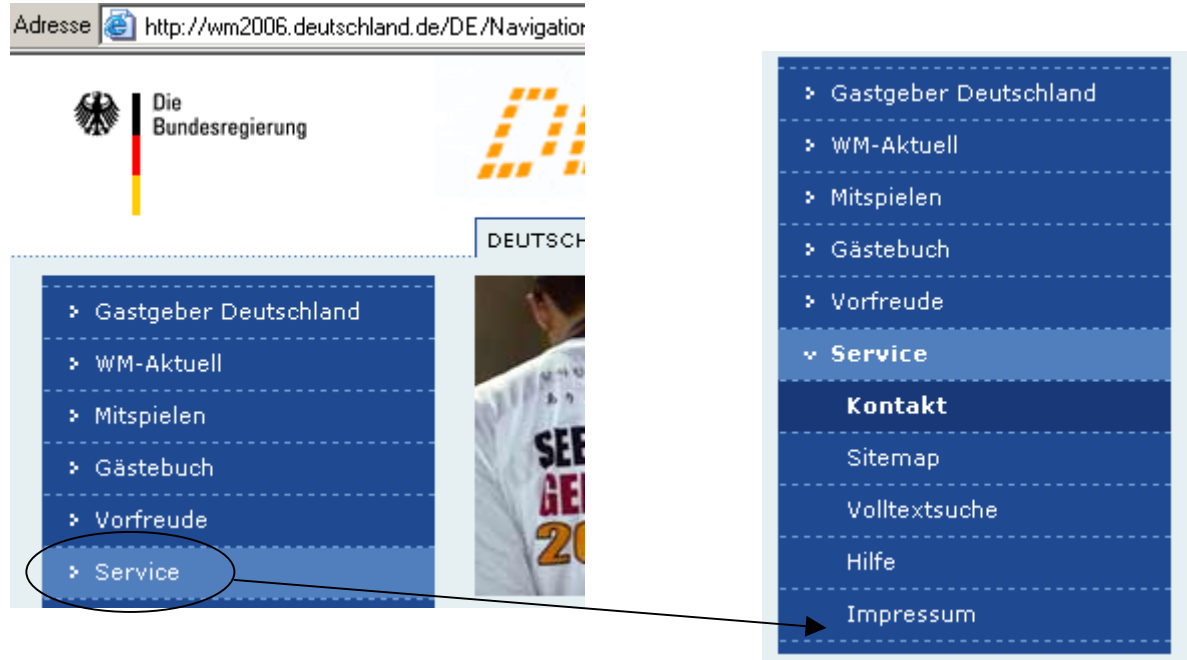 Adresse http://wm2006.deutschland.de/DE/Navigation
Die
Bundesregierung
DEUTSCH
Gastgeber Deutschland
WM-Aktuell
Mitspielen
Gästebuch
Vorfreude
Service
Gastgeber Deutschland
WM-Aktuell
Mitspielen
Gästebuch
Vorfreude
Service
Kontakt
Sitemap
Volltextsuche
Hilfe
Impressum